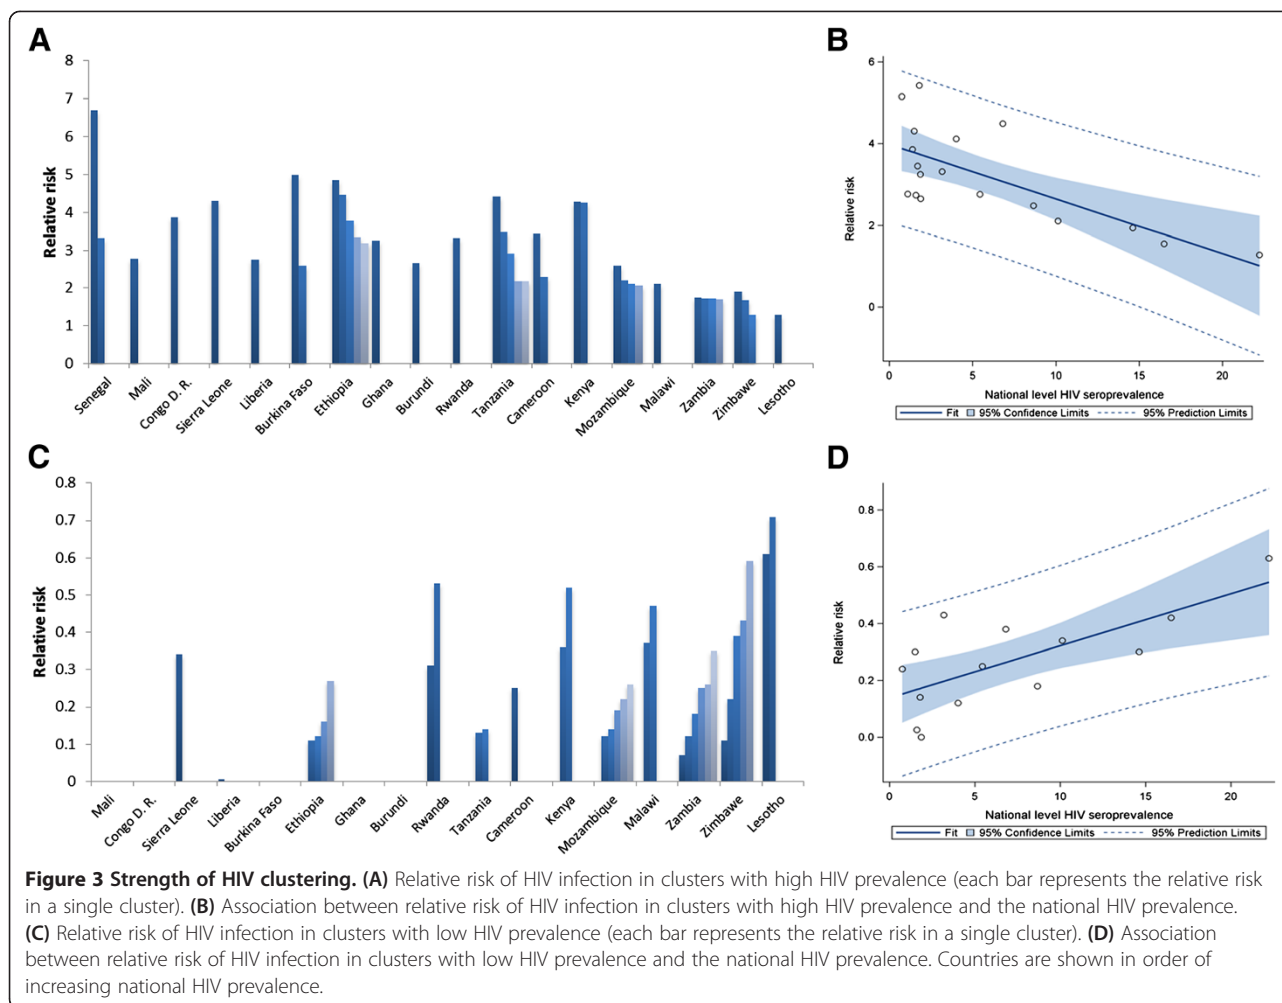 A
8
7
6
5
4
3
2
1
0
Relative risk
Senegal
Mali
Congo D. R.
Sierra Leone
Liberia
Burkina Faso
Ethiopia
Ghana
Burundi
Rwanda
Tanzania
Cameroon
Kenya
Mozambique
Malawi
Zambia
Zimbabwe
Lesotho
B
6
4
2
0
Relative risk
0 5 10 15 20
National level HIV seroprevalence
Fit 95% Confidence Limits 95% Prediction Limits
C
0.8
0.7
0.6
0.5
0.4
0.3
0.2
0.1
0
Relative risk
Mali
Congo D. R.
Sierra Leone
Liberia
Burkina Faso
Ethiopia
Ghana
Burundi
Rwanda
Tanzania
Cameroon
Kenya
Mozambique
Malawi
Zambia
Zimbabwe
Lesotho
D
0.8
0.6
0.4
0.2
0.0
Relative risk
0 5 10 15 20
National level HIV seroprevalence
Fit 95% Confidence Limits 95% Prediction Limits
Figure 3 Strength of HIV clustering. (A) Relative risk of HIV infection in clusters with high HIV prevalence (each bar represents the relative risk
in a single cluster). (B) Association between relative risk of HIV infection in clusters with high HIV prevalence and the national HIV prevalence.
(C) Relative risk of HIV infection in clusters with low HIV prevalence (each bar represents the relative risk in a single cluster). (D) Association
between relative risk of HIV infection in clusters with low HIV prevalence and the national HIV prevalence. Countries are shown in order of
increasing national HIV prevalence.